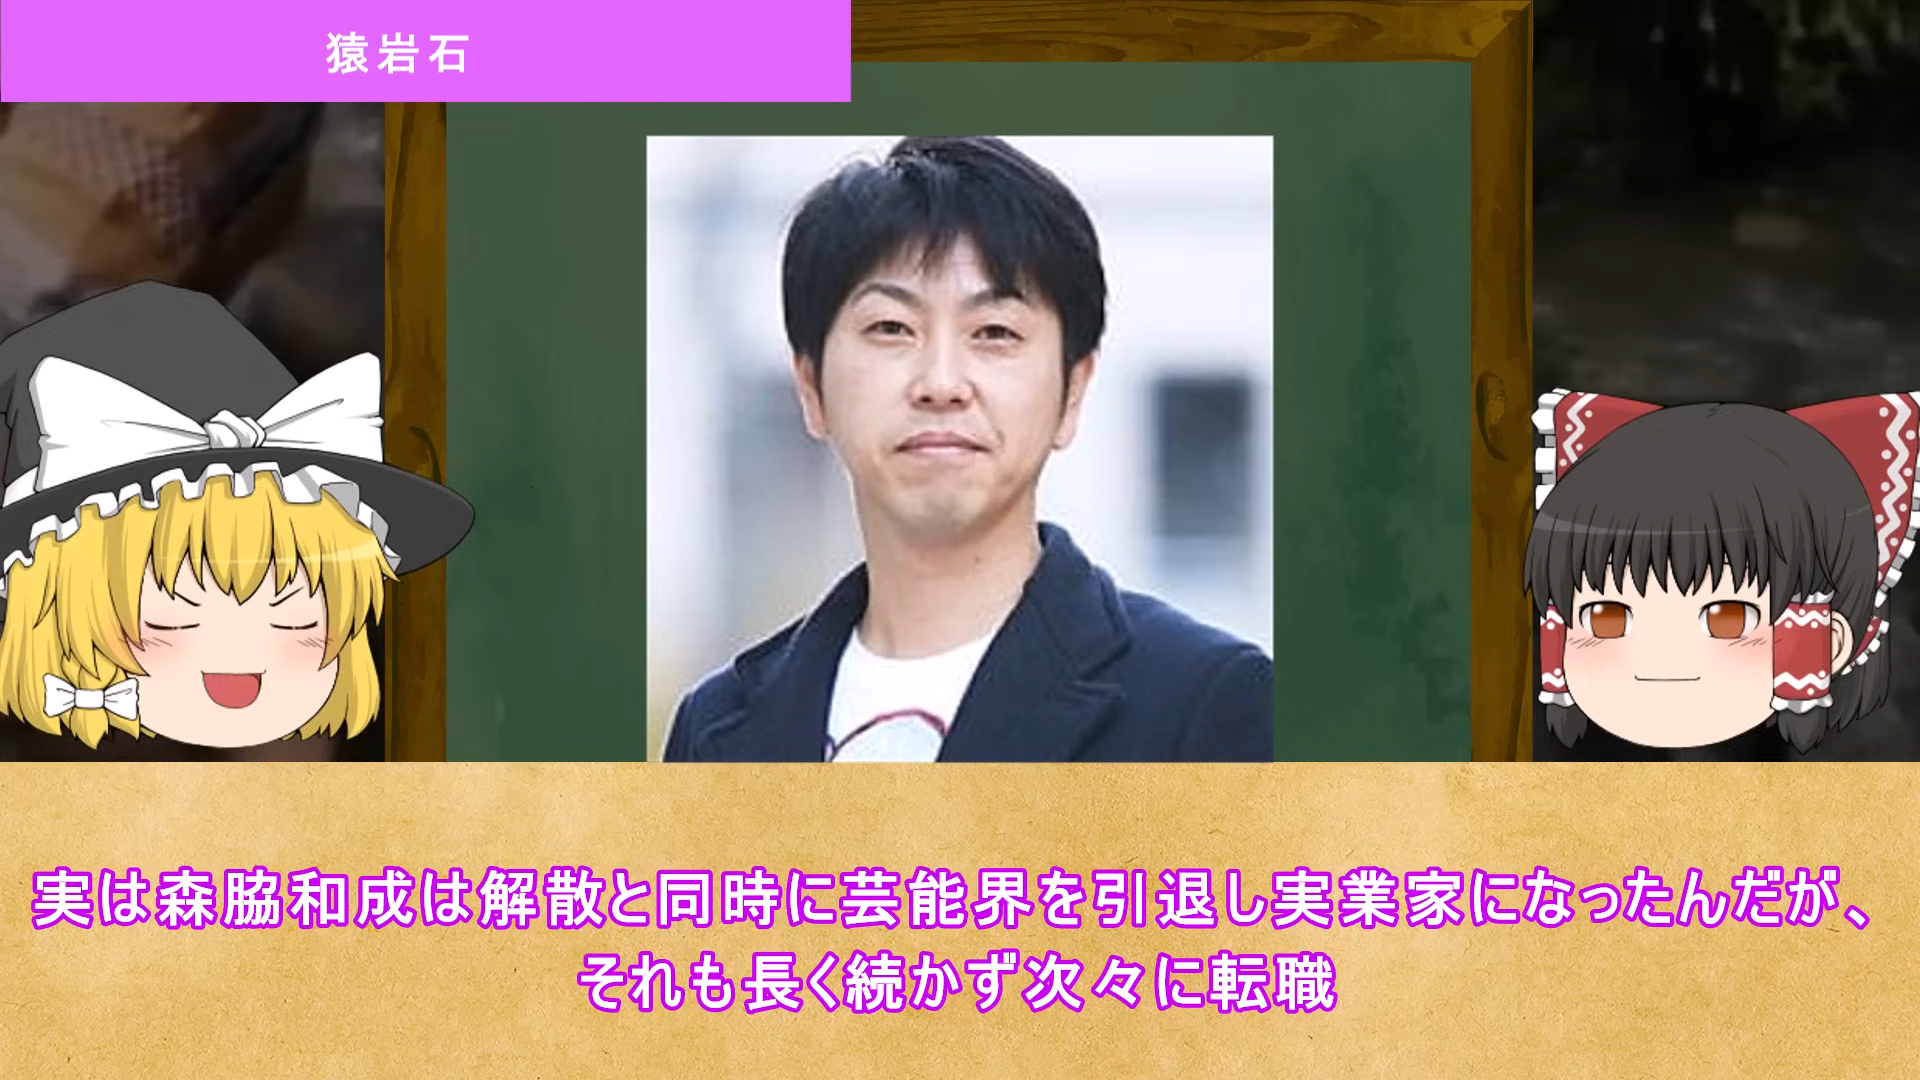 猿岩石
実は森脇和成は解散と同時に芸能界を引退し実業家になったんだが、
それも長く続かず次々に転職